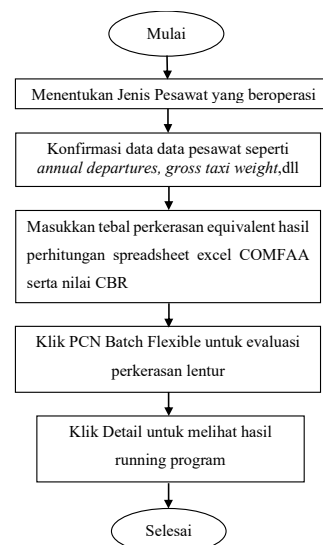 Mulai
Menentukan Jenis Pesawat yang beroperasi
Konfirmasi data data pesawat seperti
annual departures, gross taxi weight,dll
Masukkan tebal perkerasan equivalent hasil
perhitungan spreadsheet excel COMFAA
serta nilai CBR
Klik PCN Batch Flexible untuk evaluasi
perkerasan lentur
Klik Detail untuk melihat hasil
running program
Selesai